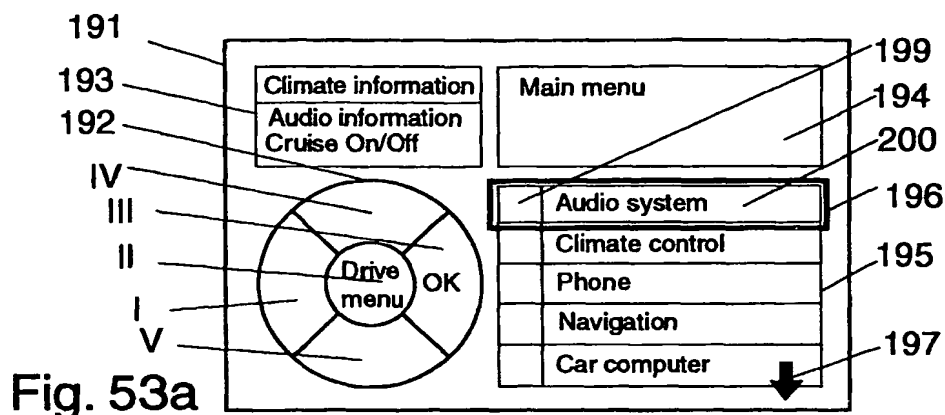 191
193
192
IV
III
II
I
V
Climate information
Audio information
Cruise On/Off
Drive
menu
OK
Main menu
Audio system
Climate control
Phone
Navigation
Car computer
199
194
200
196
195
197
Fig. 53a